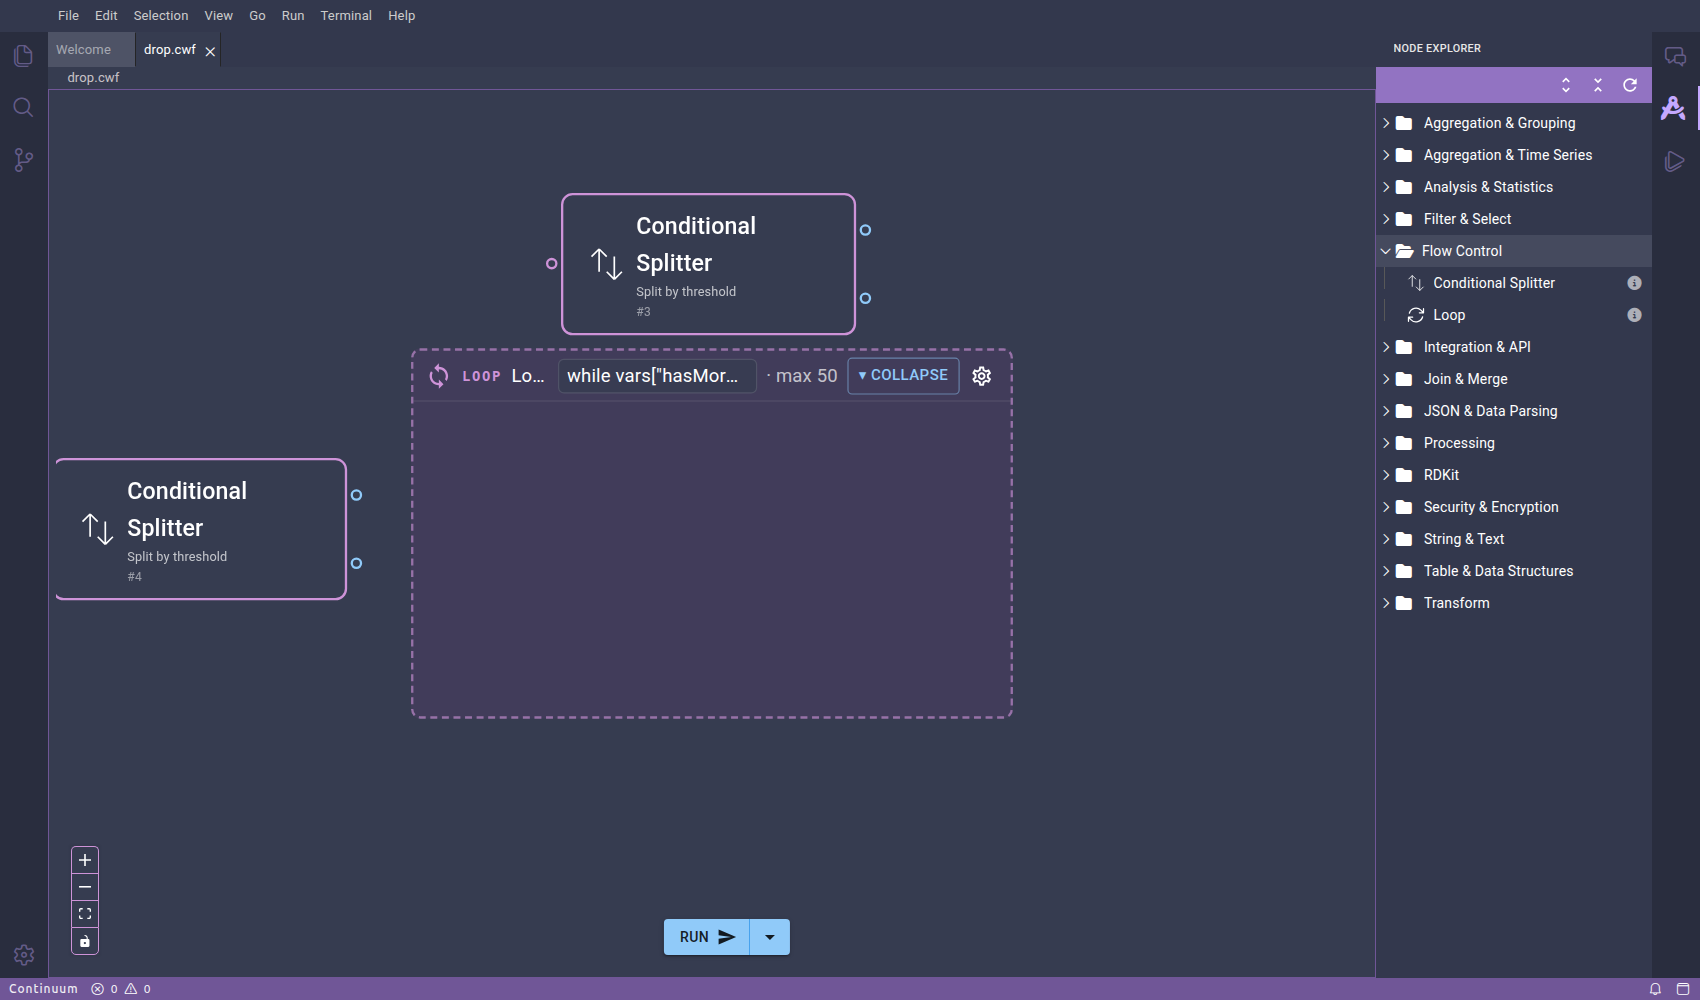 File Edit Selection View Go Run Terminal Help
Welcome drop.cwf
NODE EXPLORER
drop.cwf
Aggregation & Grouping
Aggregation & Time Series
Analysis & Statistics
Filter & Select
Flow Control
Conditional Splitter
Loop
Integration & API
Join & Merge
JSON & Data Parsing
Processing
RDKit
Security & Encryption
String & Text
Table & Data Structures
Transform
Conditional
Splitter
Split by threshold
#3
LOOP Lo... while vars["hasMor... · max 50 ▾ COLLAPSE
Conditional
Splitter
Split by threshold
#4
RUN
Continuum 0 0